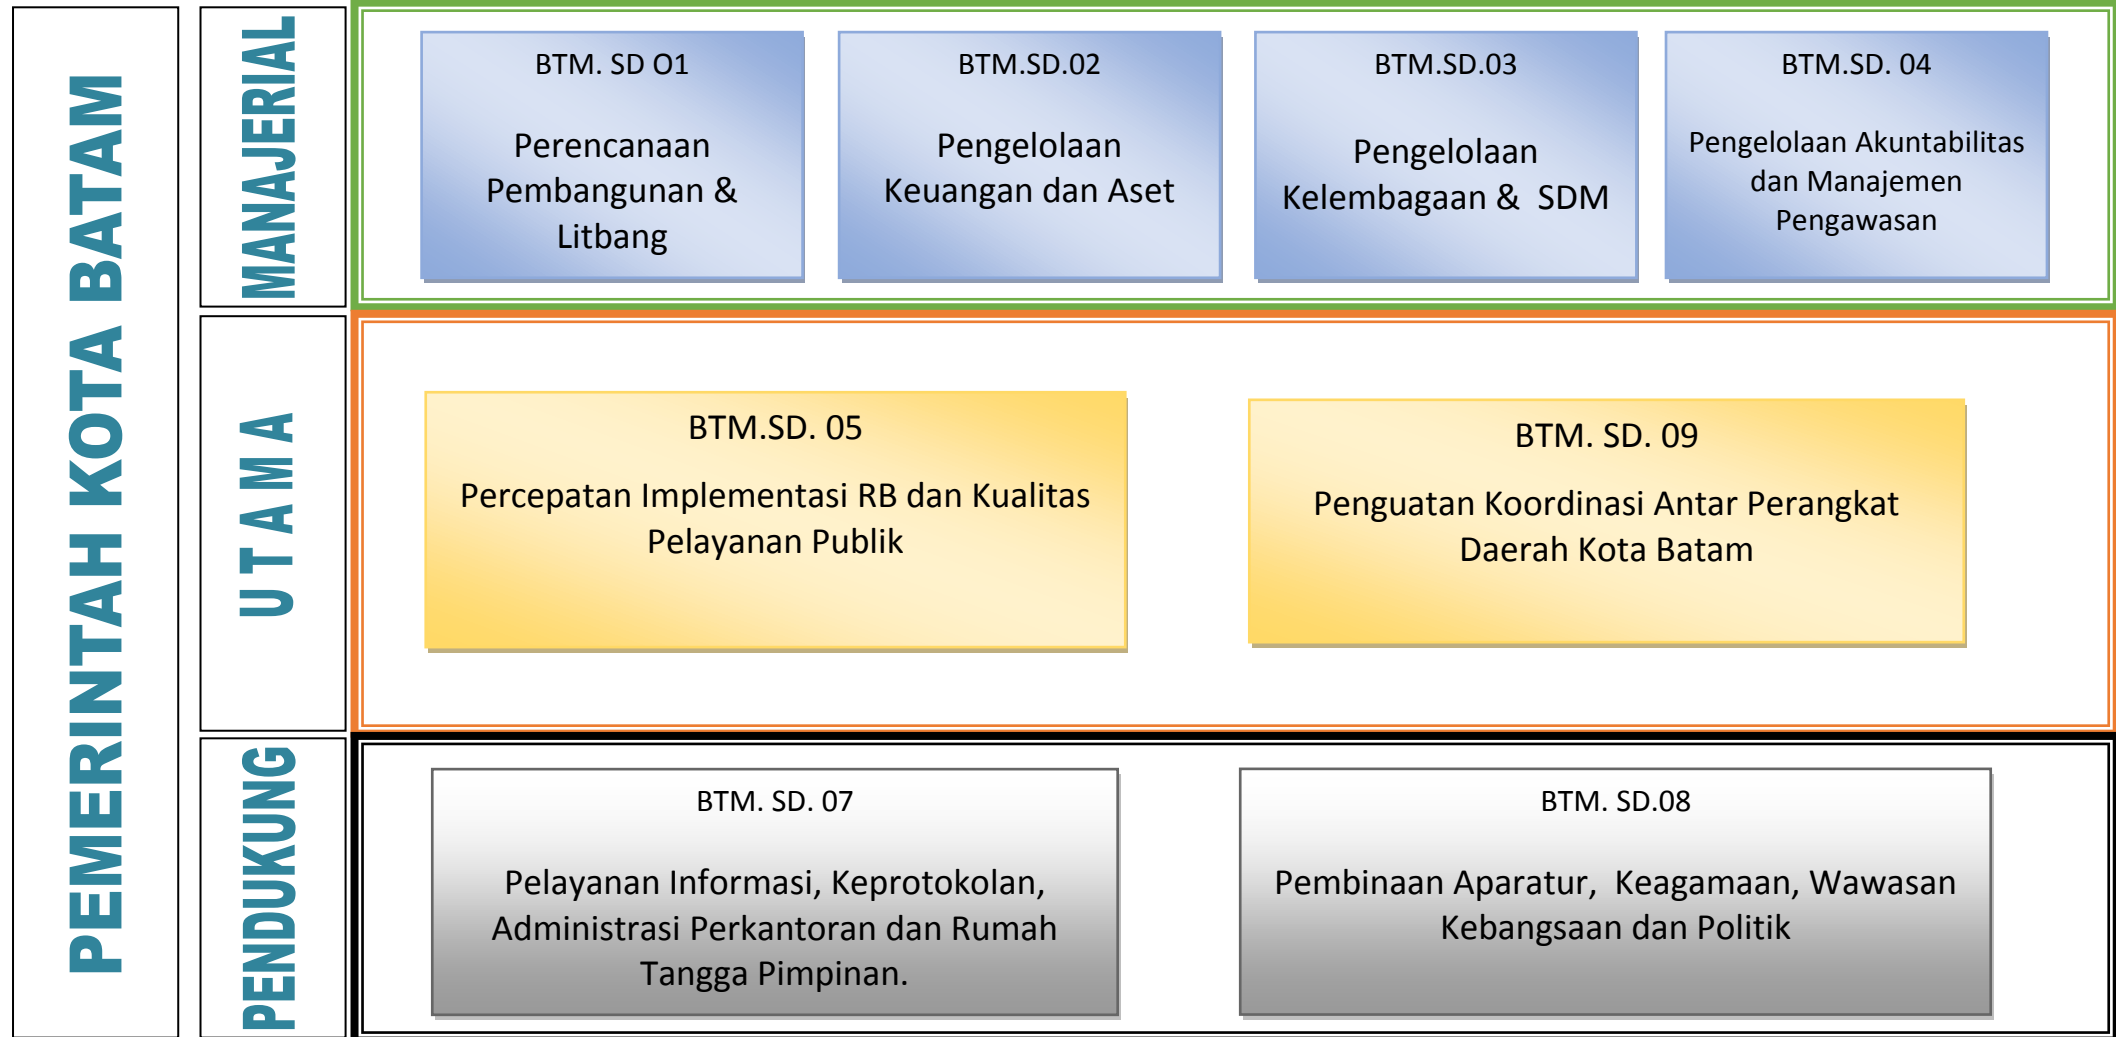 PEMERINTAH KOTA BATAM
MANAJERIAL
BTM. SD O1
Perencanaan
Pembangunan &
Litbang
BTM.SD.02
Pengelolaan
Keuangan dan Aset
BTM.SD.03
Pengelolaan
Kelembagaan &  SDM
BTM.SD. 04
Pengelolaan Akuntabilitas
dan Manajemen
Pengawasan
U T A M A
BTM.SD. 05
Percepatan Implementasi RB dan Kualitas
Pelayanan Publik
BTM. SD. 09
Penguatan Koordinasi Antar Perangkat
Daerah Kota Batam
PENDUKUNG
BTM. SD. 07
Pelayanan Informasi, Keprotokolan,
Administrasi Perkantoran dan Rumah
Tangga Pimpinan.
BTM. SD.08
Pembinaan Aparatur,  Keagamaan, Wawasan
Kebangsaan dan Politik